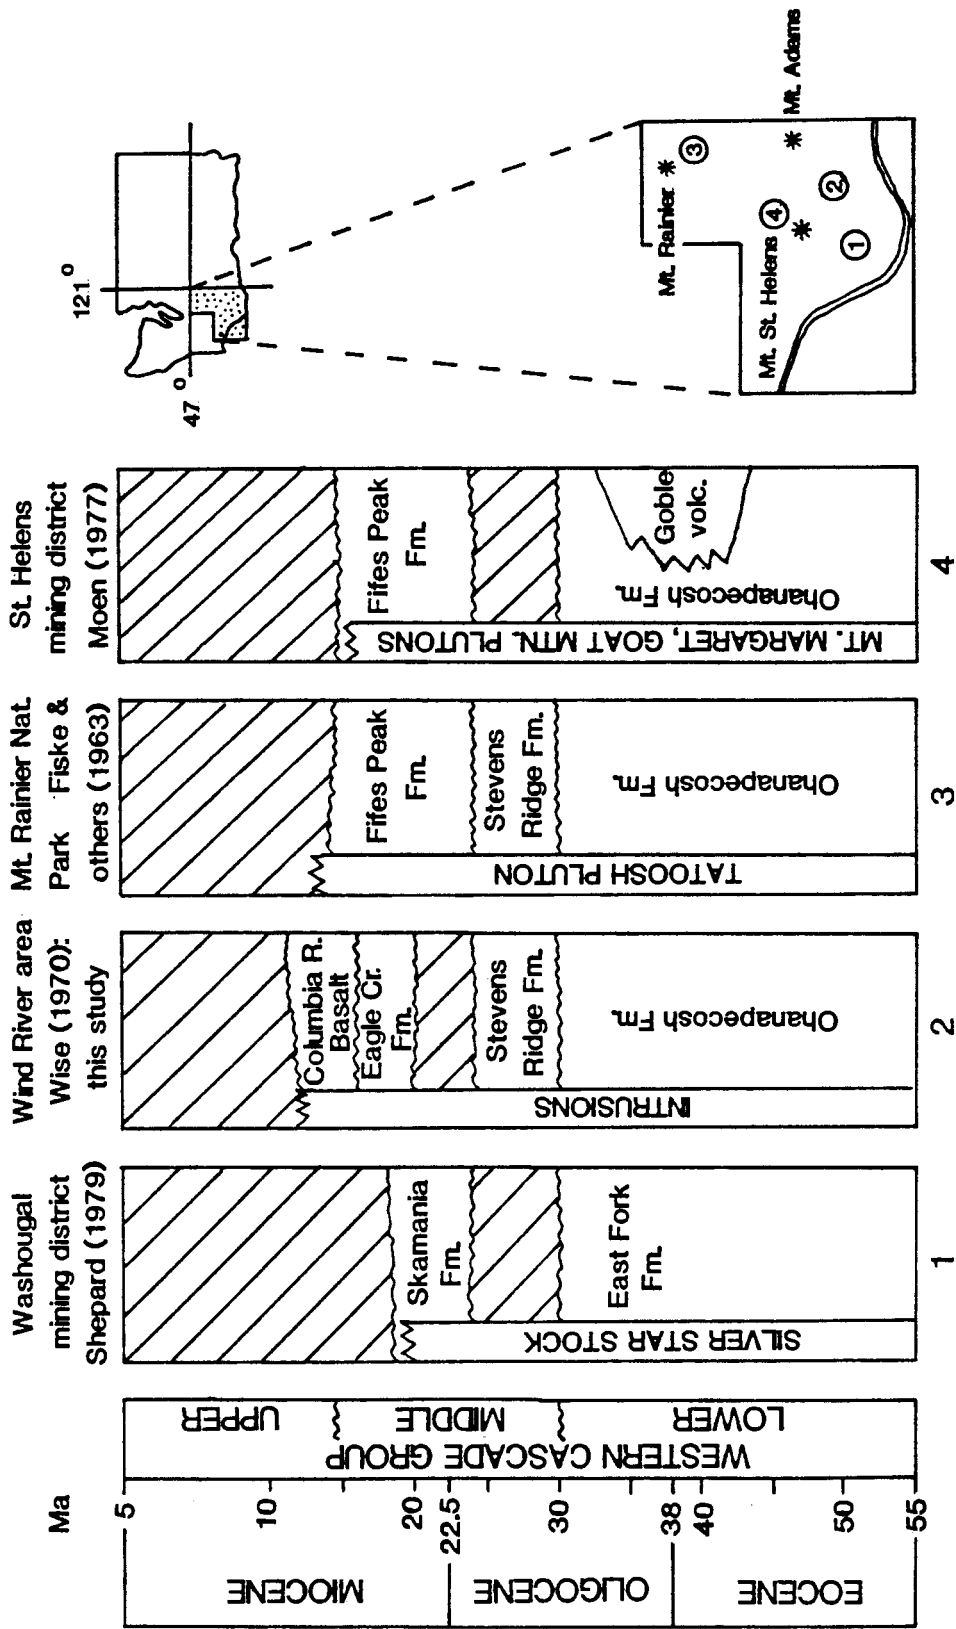 Ma
5
10
20
22.5
30
38
40
50
55
MIOCENE
OLIGOCENE
EOCENE
WESTERN CASCADE GROUP
UPPER
MIDDLE
LOWER
Washougal
mining district
Shepard (1979)
Skamania
Fm.
East Fork
Fm.
SILVER STAR STOCK
1
Wind River area
Wise (1970):
this study
Columbia R.
Basalt
Eagle Cr.
Fm.
Stevens
Ridge Fm.
Ohanapecosh
Fm.
INTRUSIONS
2
Mt. Rainier Nat.
Park Fiske &
others (1963)
Fifes Peak
Fm.
Stevens
Ridge Fm.
Ohanapecosh
Fm.
TATOOSH PLUTON
3
St. Helens
mining district
Moen (1977)
Fifes Peak
Fm.
Goble
volc.
Ohanapecosh Fm.
MT. MARGARET, GOAT MTN. PLUTONS
4
121°
47°
Mt. Rainier
3
Mt. St. Helens
4
Mt. Adams
2
1